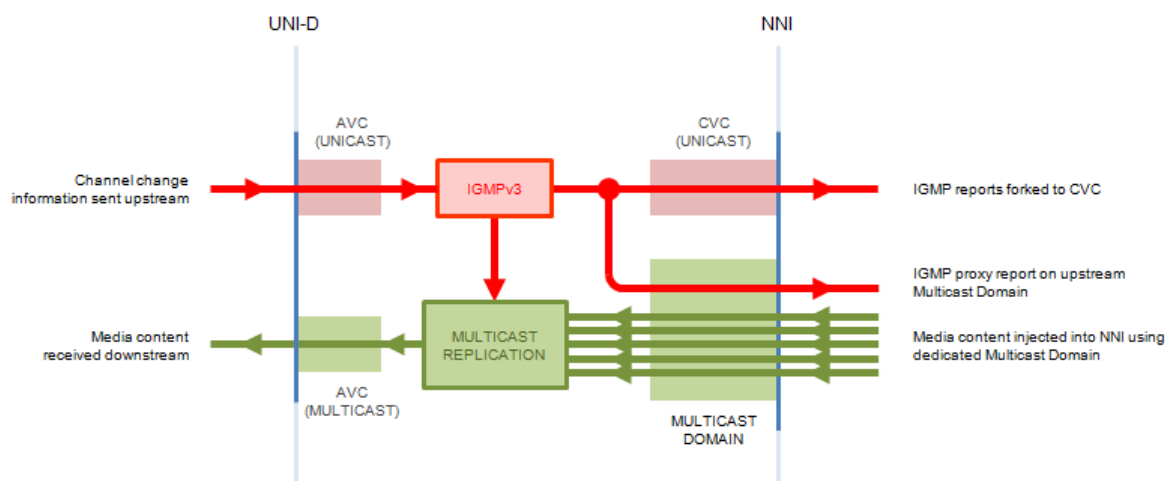 UNI-D
NNI
AVC
(UNICAST)
CVC
(UNICAST)
Channel change
information sent upstream
IGMPv3
IGMP reports forked to CVC
IGMP proxy report on upstream
Multicast Domain
Media content
received downstream
MULTICAST
REPLICATION
Media content injected into NNI using
dedicated Multicast Domain
AVC
(MULTICAST)
MULTICAST
DOMAIN